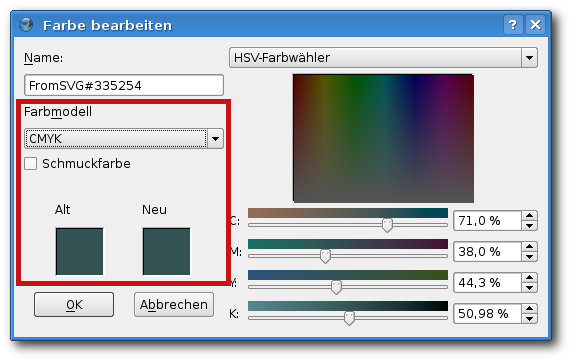 Farbe bearbeiten
Name:
FromSVG#335254
Farbmodell
CMYK
Schmuckfarbe
Alt
Neu
OK
Abbrechen
HSV-Farbwähler
C:
71,0 %
M:
38,0 %
Y:
44,3 %
K:
50,98 %